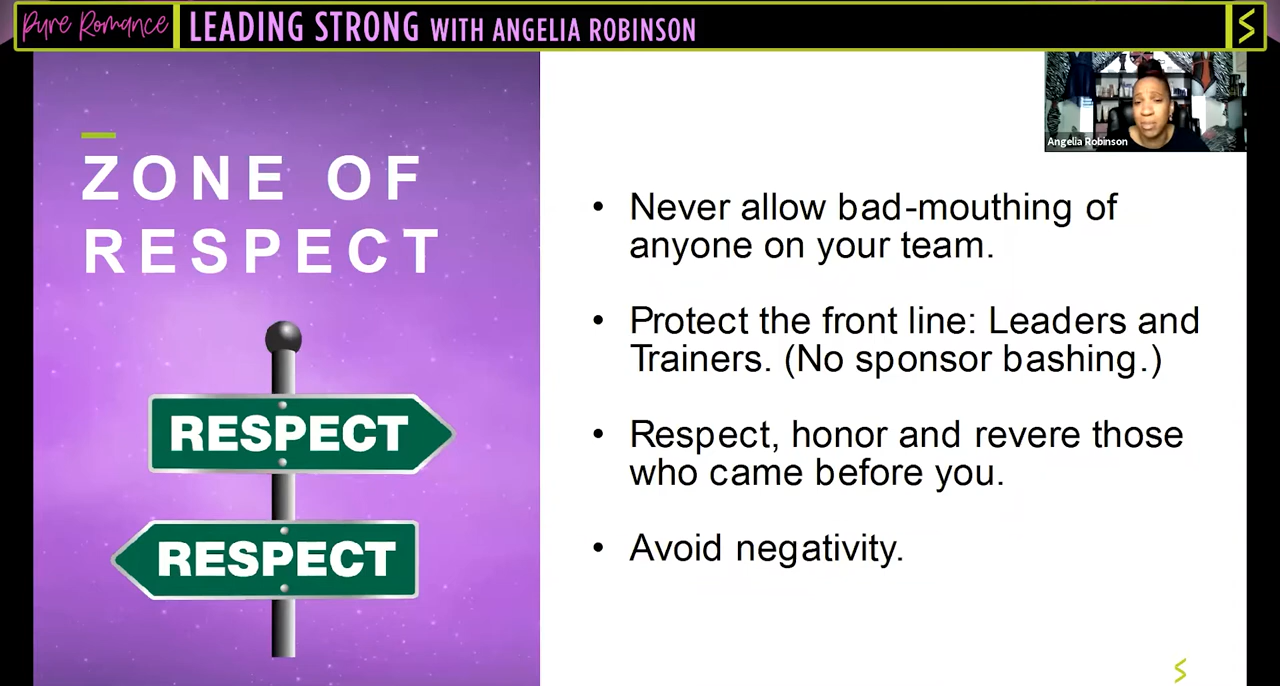 Pure Romance
LEADING STRONG WITH ANGELIA ROBINSON
Angelia Robinson
ZONE OF
RESPECT
RESPECT
RESPECT
• Never allow bad-mouthing of
anyone on your team.
• Protect the front line: Leaders and
Trainers. (No sponsor bashing.)
• Respect, honor and revere those
who came before you.
• Avoid negativity.